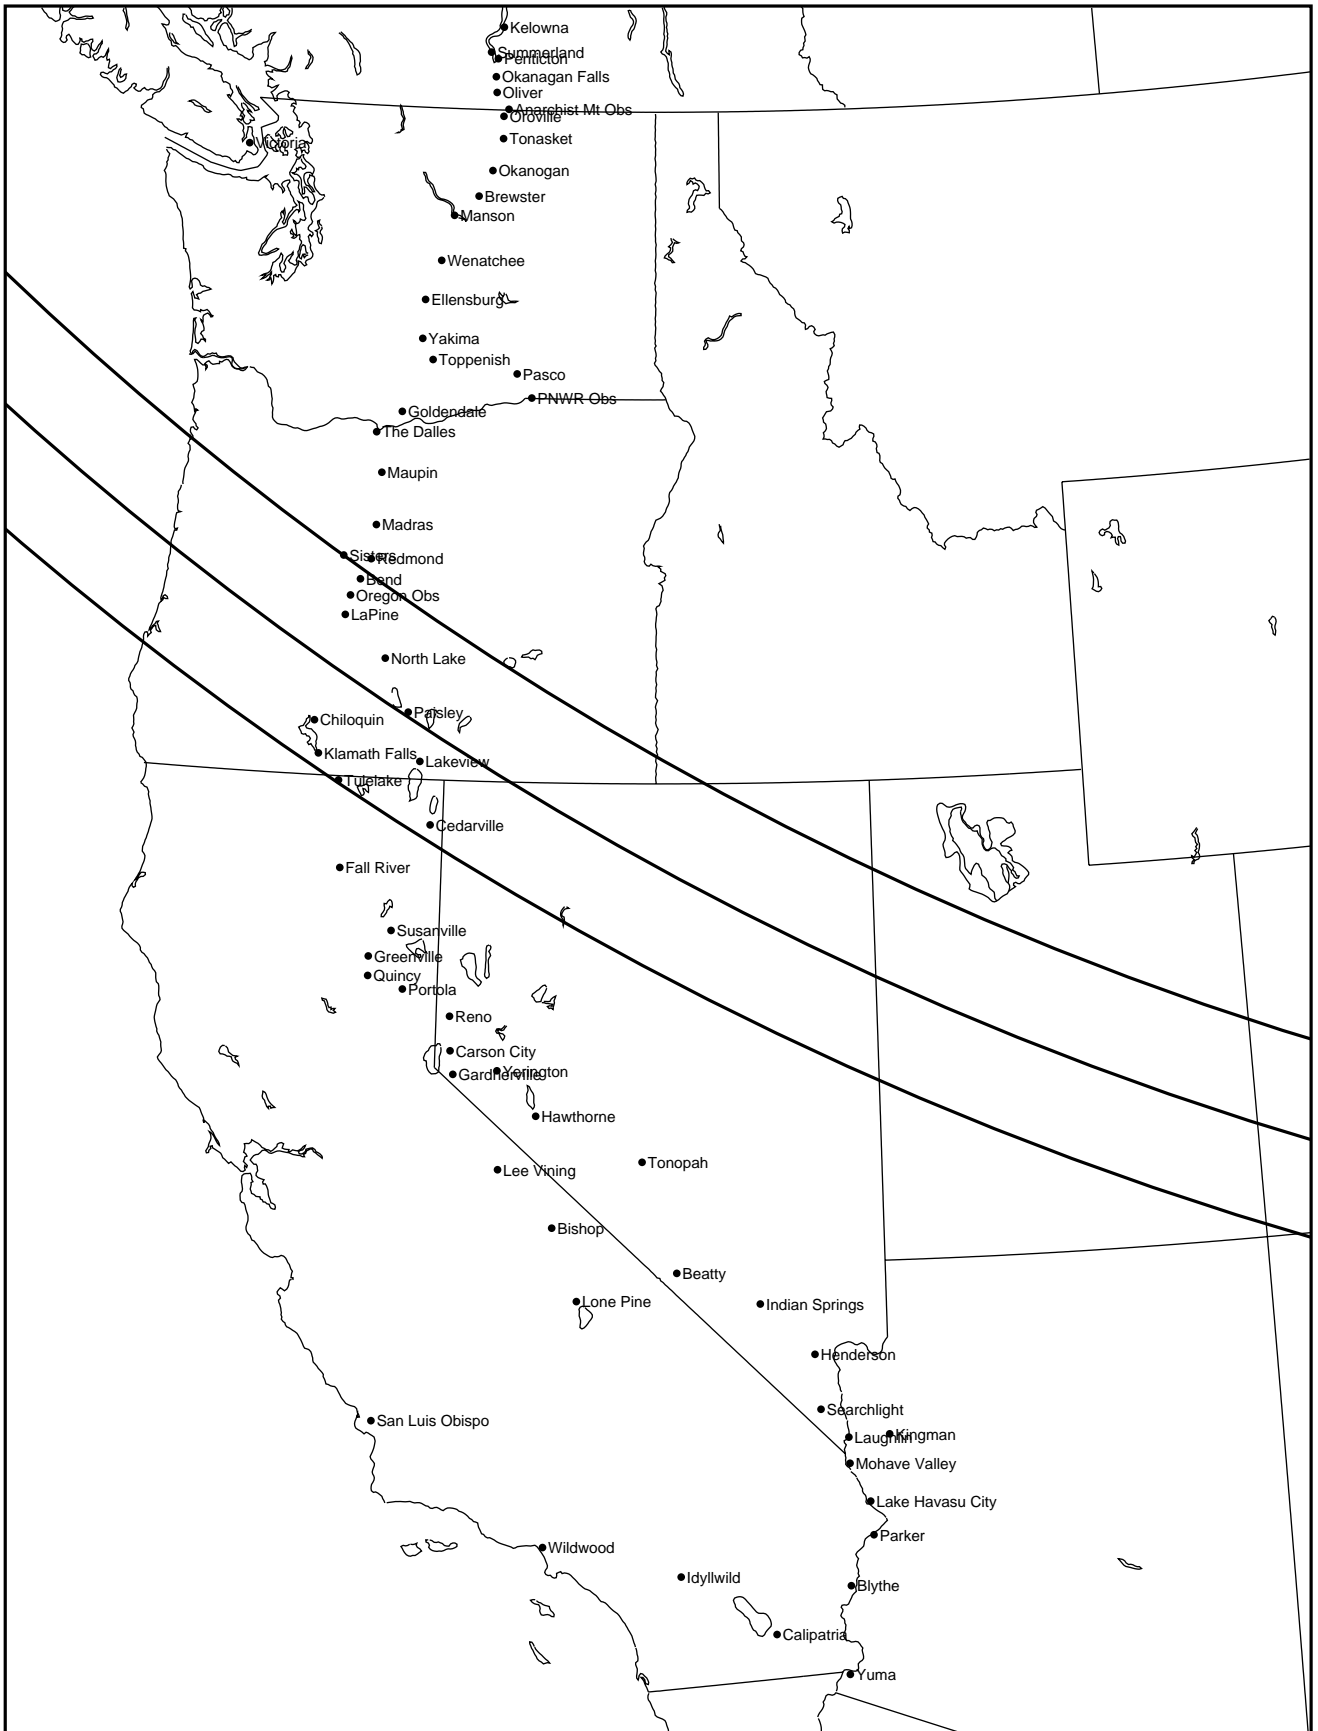 Kelowna
Summerland
Penticton
Okanagan Falls
Oliver
Anarchist Mt Obs
Oroville
Tonasket
Victoria
Okanogan
Brewster
Manson
Wenatchee
Ellensburg
Yakima
Toppenish
Pasco
PNWR Obs
Goldendale
The Dalles
Maupin
Madras
Sisters
Redmond
Bend
Oregon Obs
LaPine
North Lake
Paisley
Chiloquin
Klamath Falls
Lakeview
Tulelake
Cedarville
Fall River
Susanville
Greenville
Quincy
Portola
Reno
Carson City
Yerington
Gardnerville
Hawthorne
Tonopah
Lee Vining
Bishop
Beatty
Lone Pine
Indian Springs
Henderson
Searchlight
San Luis Obispo
Kingman
Laughlin
Mohave Valley
Lake Havasu City
Parker
Wildwood
Idyllwild
Blythe
Calipatria
Yuma